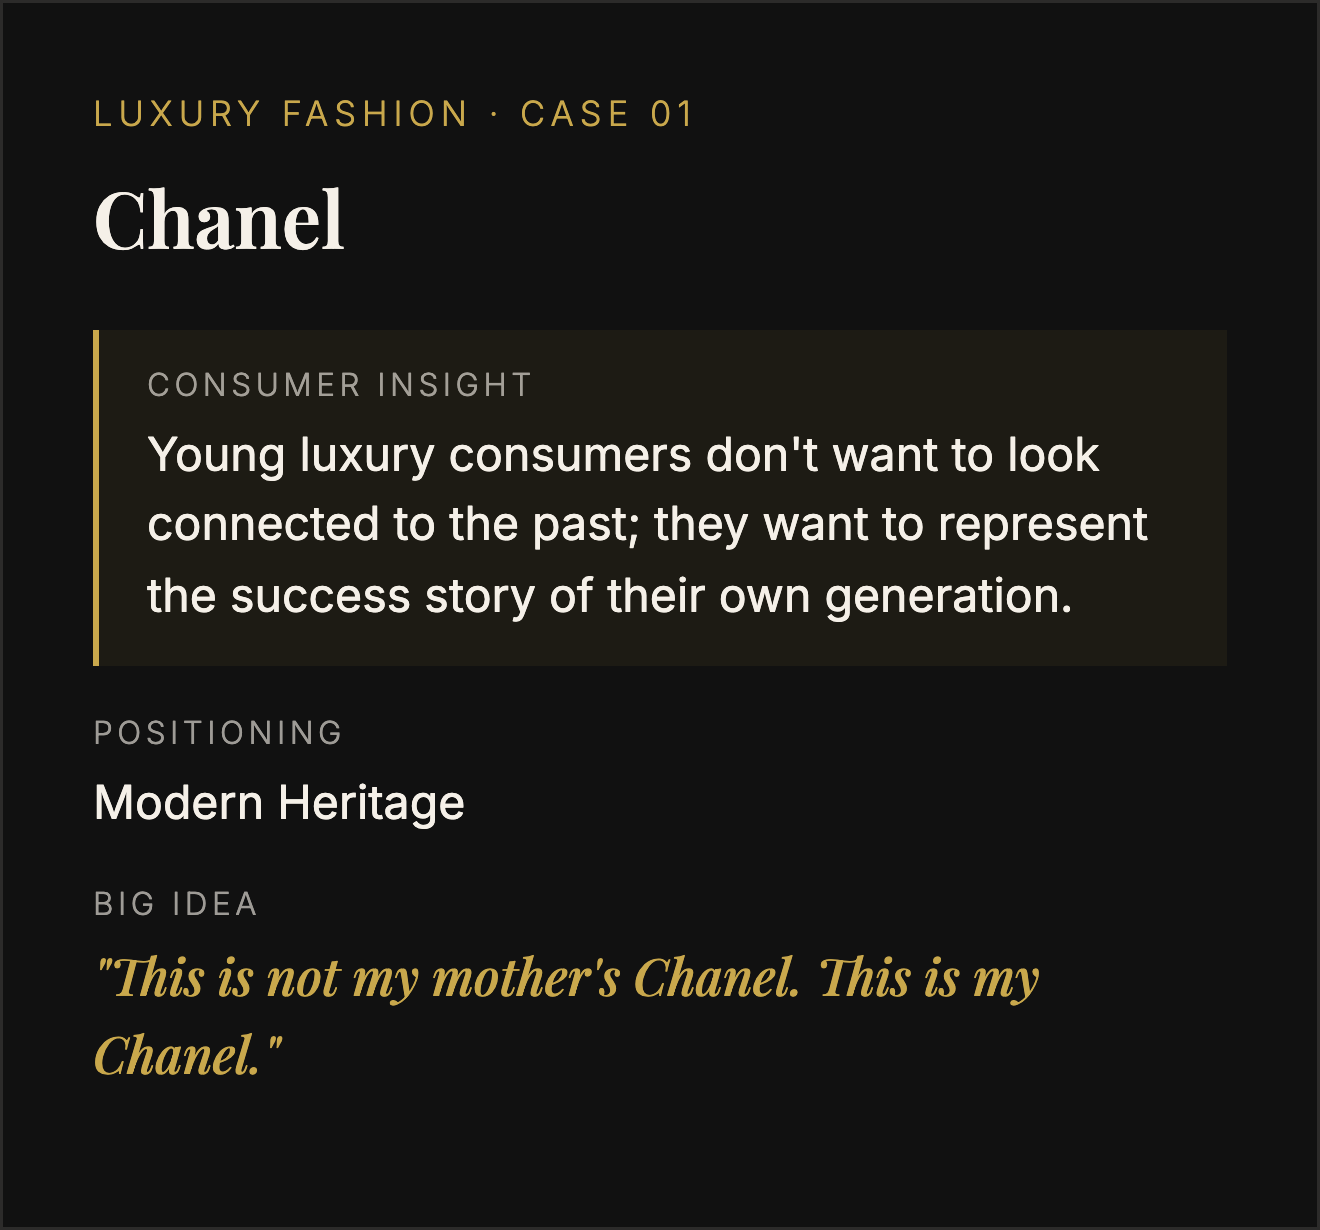 LUXURY FASHION · CASE 01
Chanel
CONSUMER INSIGHT
Young luxury consumers don't want to look
connected to the past; they want to represent
the success story of their own generation.
POSITIONING
Modern Heritage
BIG IDEA
"This is not my mother's Chanel. This is my
Chanel."